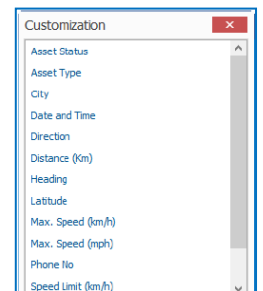 Customization
Asset Status
Asset Type
City
Date and Time
Direction
Distance (Km)
Heading
Latitude
Max. Speed (km/h)
Max. Speed (mph)
Phone No
Speed Limit (km/h)